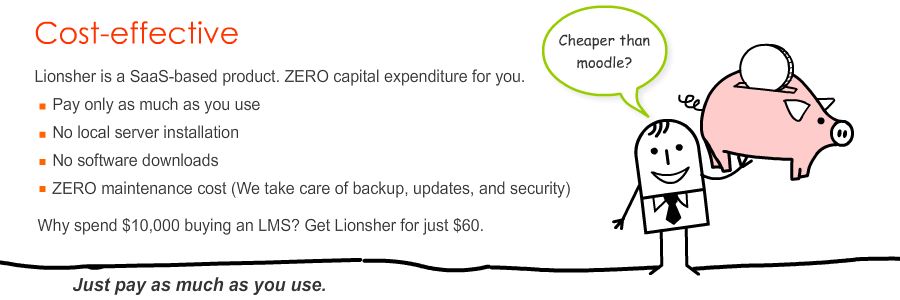 Cost-effective
Lionsher is a SaaS-based product. ZERO capital expenditure for you.
Pay only as much as you use
No local server installation
No software downloads
ZERO maintenance cost (We take care of backup, updates, and security)
Why spend $10,000 buying an LMS? Get Lionsher for just $60.
Cheaper than
moodle?
Just pay as much as you use.